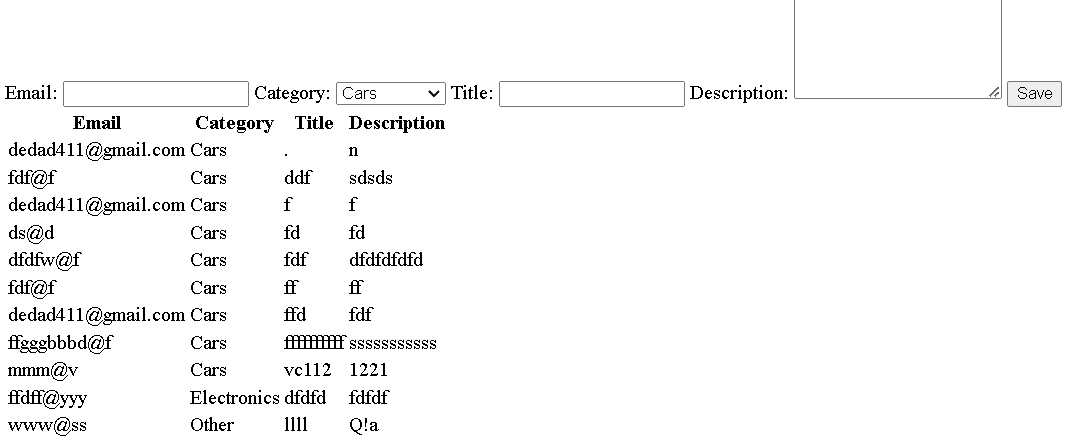 Email: Category: Cars Title: Description: Save
Email Category Title Description
dedad411@gmail.com Cars . n
fdf@f Cars ddf sdsds
dedad411@gmail.com Cars f f
ds@d Cars fd fd
dfdfw@f Cars fdf dfdfdfdfd
fdf@f Cars ff ff
dedad411@gmail.com Cars ffd fdf
ffgggbbbd@f Cars ffffffffff sssssssssss
mmm@v Cars vc112 1221
ffdff@yyy Electronics dfdfd fdfdf
www@ss Other llll Q!a